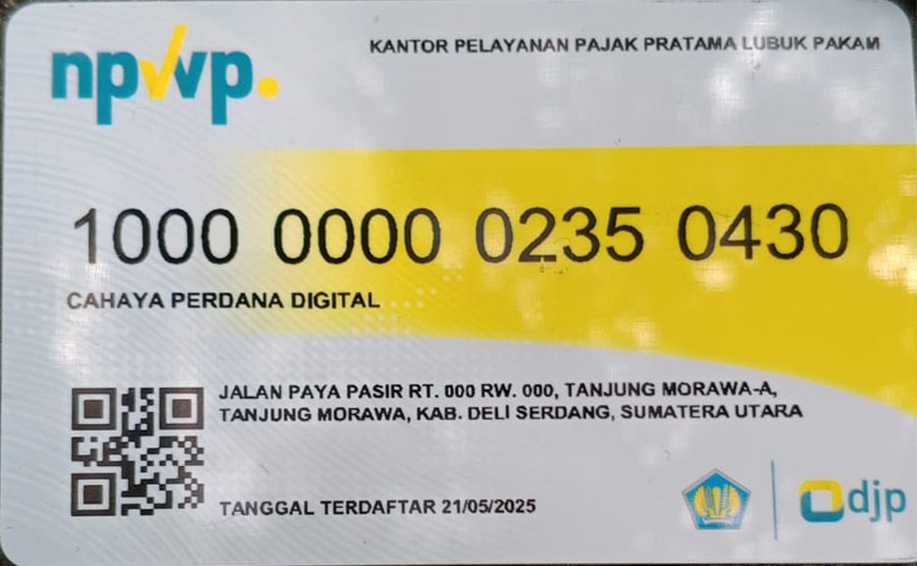 npwp.
KANTOR PELAYANAN PAJAK PRATAMA LUBUK PAKAM
1000 0000 0235 0430
CAHAYA PERDANA DIGITAL
JALAN PAYA PASIR RT. 000 RW. 000, TANJUNG MORAWA-A,
TANJUNG MORAWA, KAB. DELI SERDANG, SUMATERA UTARA
TANGGAL TERDAFTAR 21/05/2025
djp